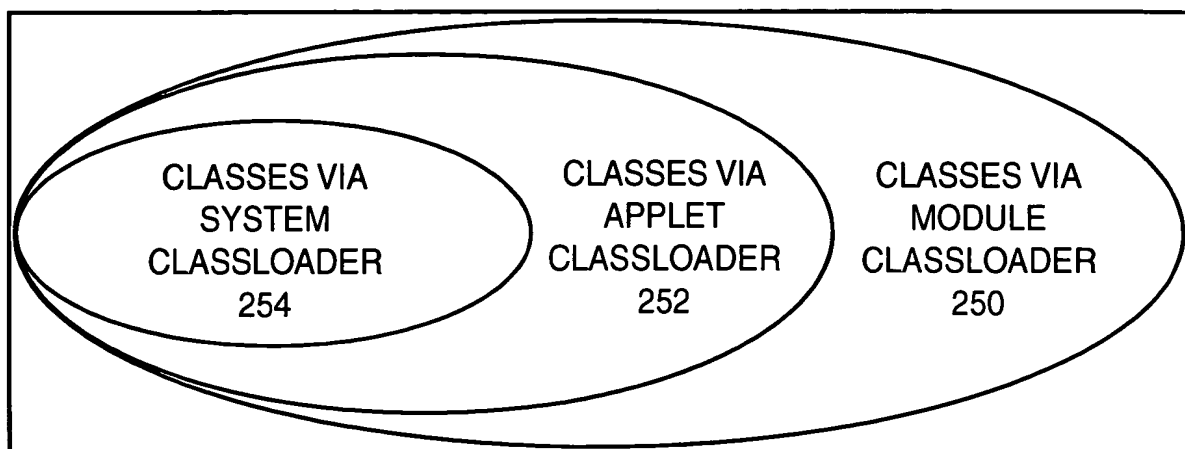 CLASSES VIA
SYSTEM
CLASSLOADER
254
CLASSES VIA
APPLET
CLASSLOADER
252
CLASSES VIA
MODULE
CLASSLOADER
250